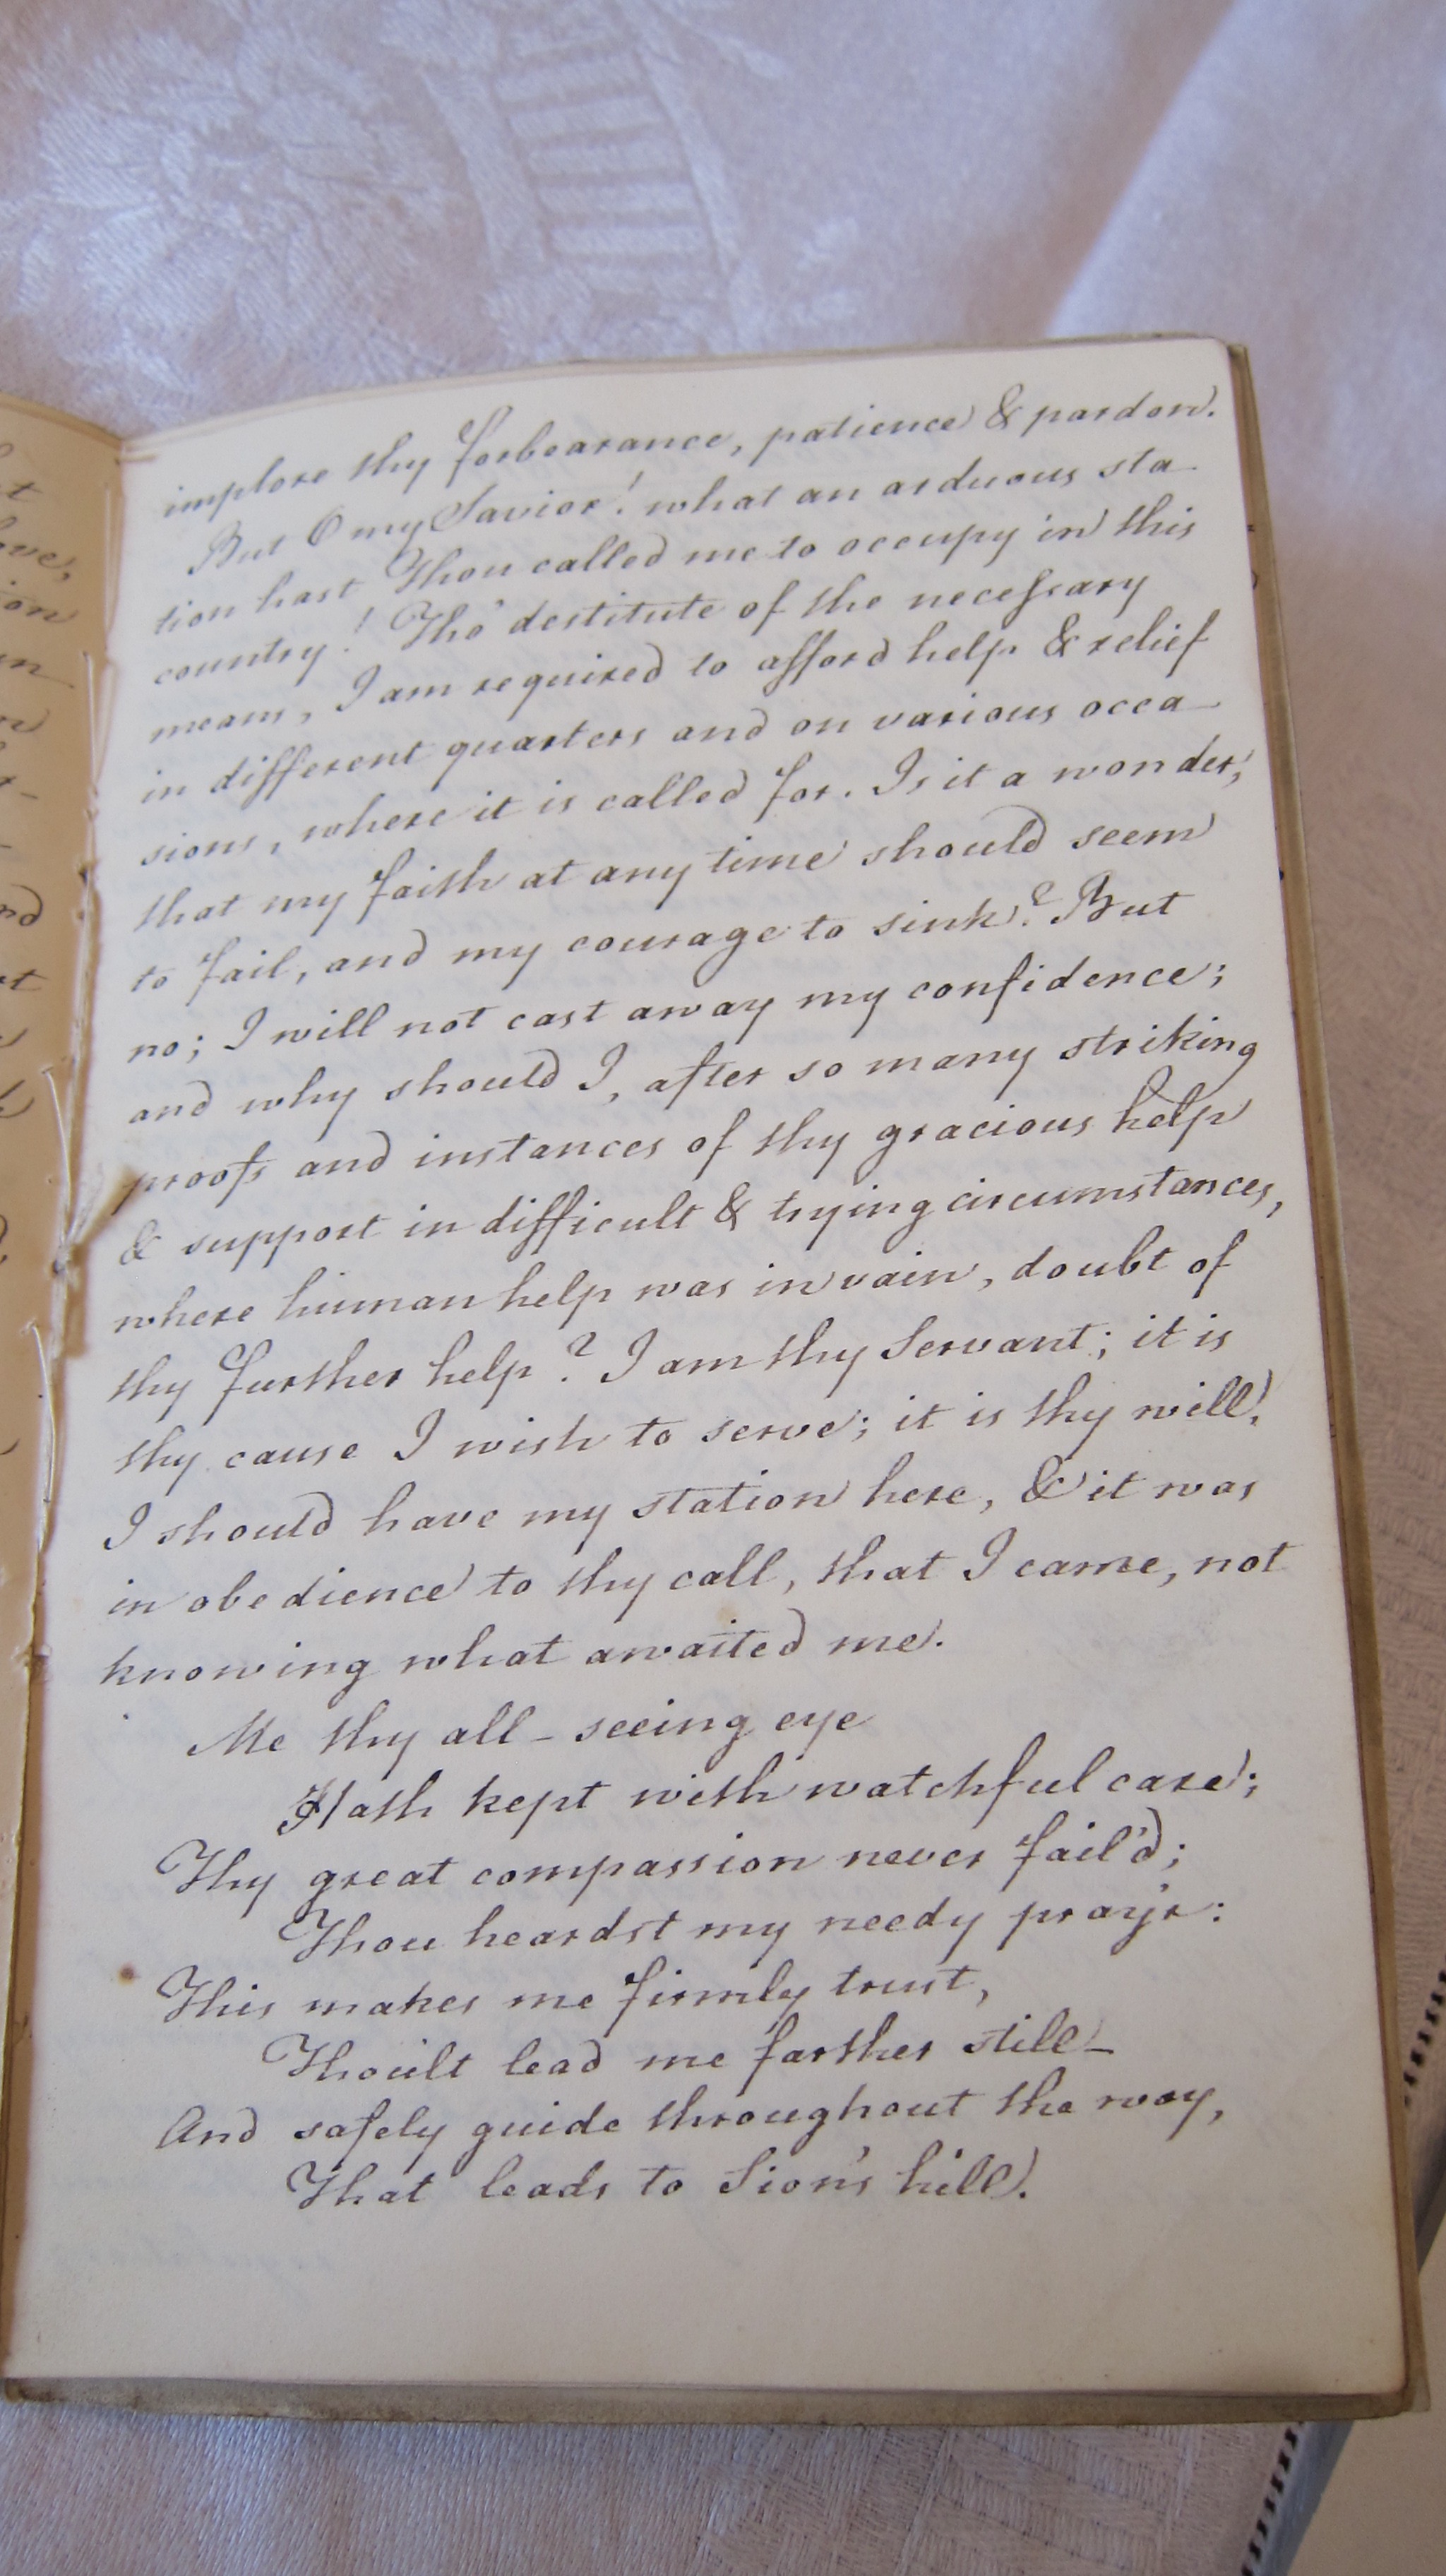 implore thy forbearance, patience & pardon.
But O my Savior! what an arduous sta-
tion hast Thou called me to occupy in this
country! Tho' destitute of the necessary
means, I am required to afford help & relief
in different quarters and on various occa-
sions, where it is called for. Is it a wonder,
that my faith at any time should seem
to fail, and my courage to sink? But
no; I will not cast away my confidence;
and why should I, after so many striking
proofs and instances of thy gracious help
& support in difficult & trying circumstances,
where human help was in vain, doubt of
thy further help? I am thy Servant; it is
thy cause I wish to serve; it is thy will,
I should have my station here, & it was
in obedience to thy call, that I came, not
knowing what awaited me.
Me thy all-seeing eye
Hath kept with watchful care;
Thy great compassion never fail'd;
Thou heardst my needy pray'r:
This makes me firmly trust,
Thou'lt lead me farther still-
And safely guide throughout the way,
That leads to Sion's hill.